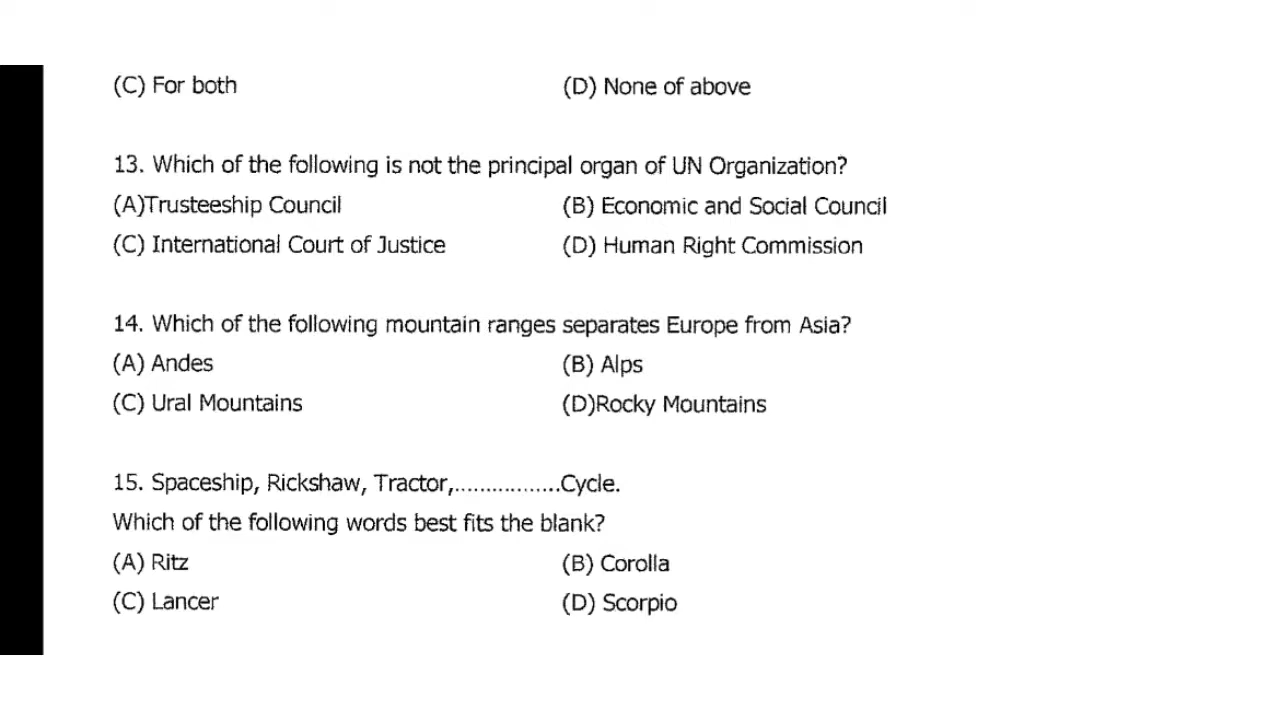 (C) For both (D) None of above
13. Which of the following is not the principal organ of UN Organization?
(A)Trusteeship Council (B) Economic and Social Council
(C) International Court of Justice (D) Human Right Commission
14. Which of the following mountain ranges separates Europe from Asia?
(A) Andes (B) Alps
(C) Ural Mountains (D)Rocky Mountains
15. Spaceship, Rickshaw, Tractor,.................Cycle.
Which of the following words best fits the blank?
(A) Ritz (B) Corolla
(C) Lancer (D) Scorpio